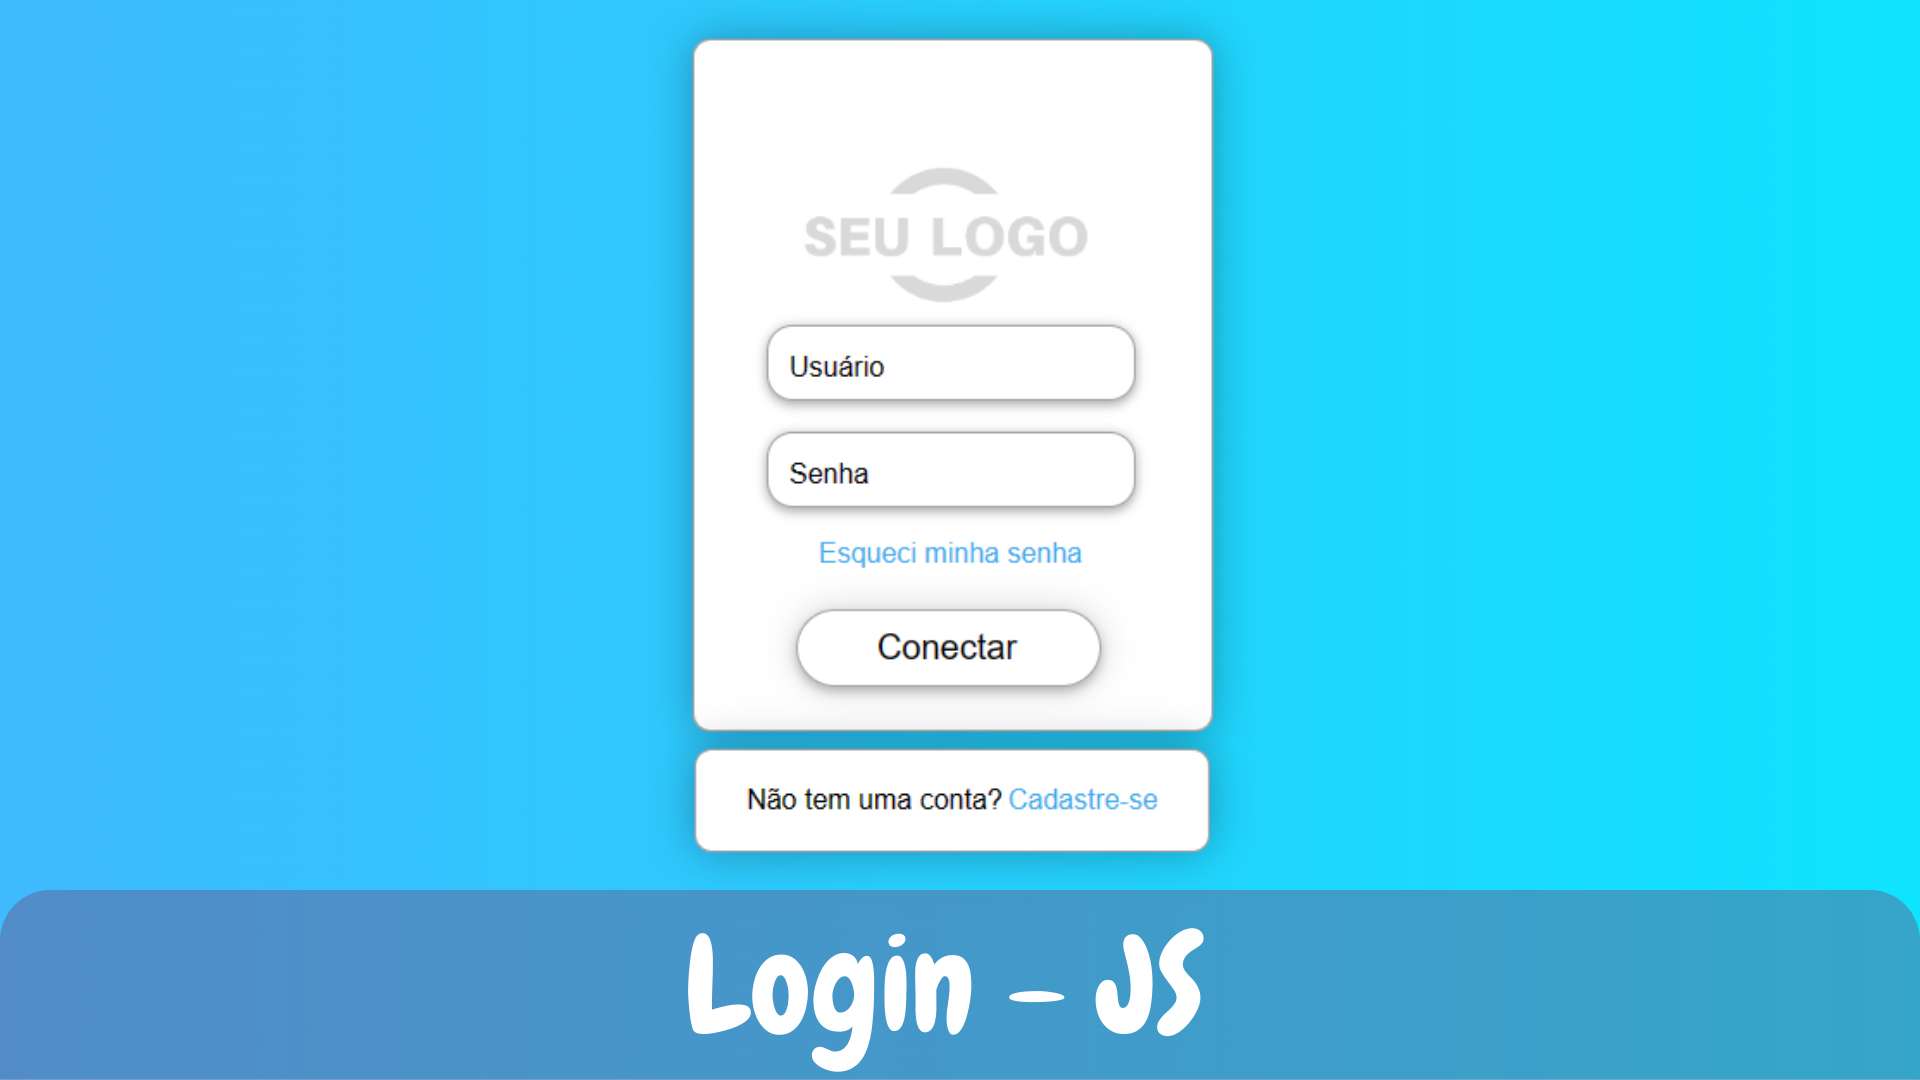 SEU LOGO
Usuário
Senha
Esqueci minha senha
Conectar
Não tem uma conta? Cadastre-se
Login - JS